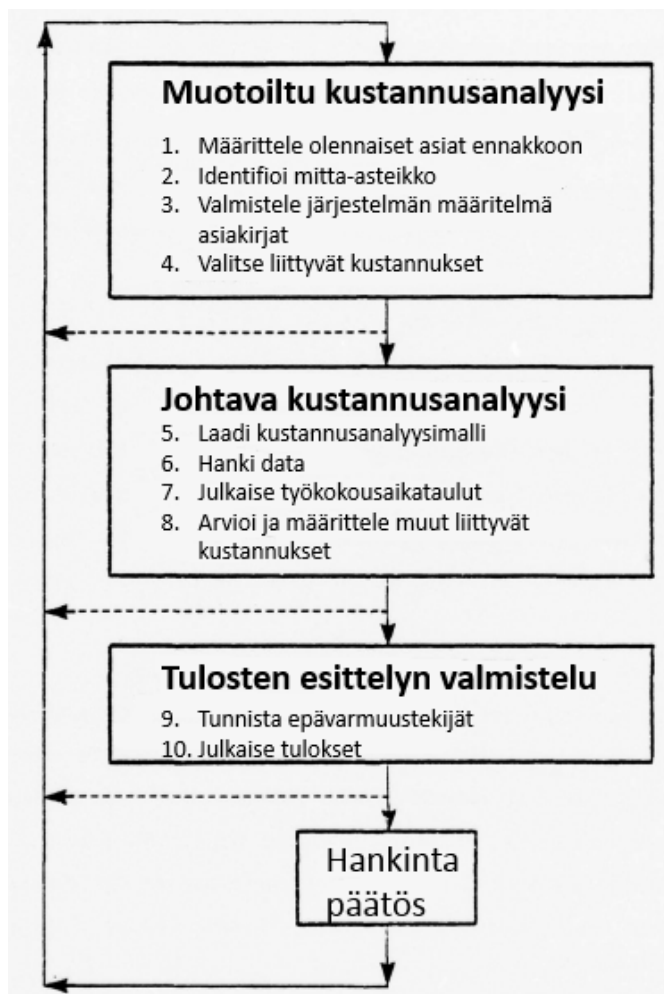 Muotoiltu kustannusanalyysi
1. Määrittele olennaiset asiat ennakkoon
2. Identifioi mitta-asteikko
3. Valmistele järjestelmän määritelmä
asiakirjat
4. Valitse liittyvät kustannukset
Johtava kustannusanalyysi
5. Laadi kustannusanalyysimalli
6. Hanki data
7. Julkaise työkokousaikataulut
8. Arvioi ja määrittele muut liittyvät
kustannukset
Tulosten esittelyn valmistelu
9. Tunnista epävarmuustekijät
10. Julkaise tulokset
Hankinta
päätös